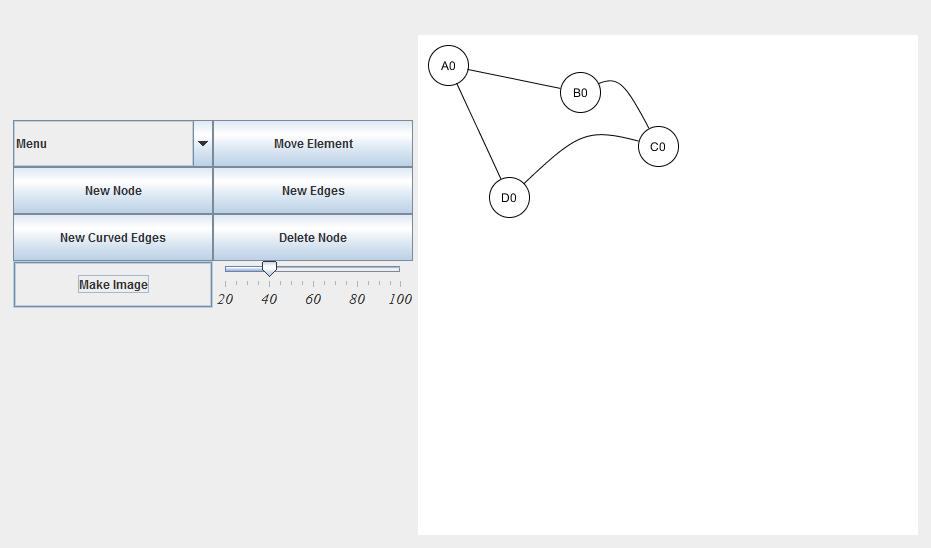 Menu
Move Element
New Node
New Edges
New Curved Edges
Delete Node
Make Image
20 40 60 80 100
A0
B0
C0
D0